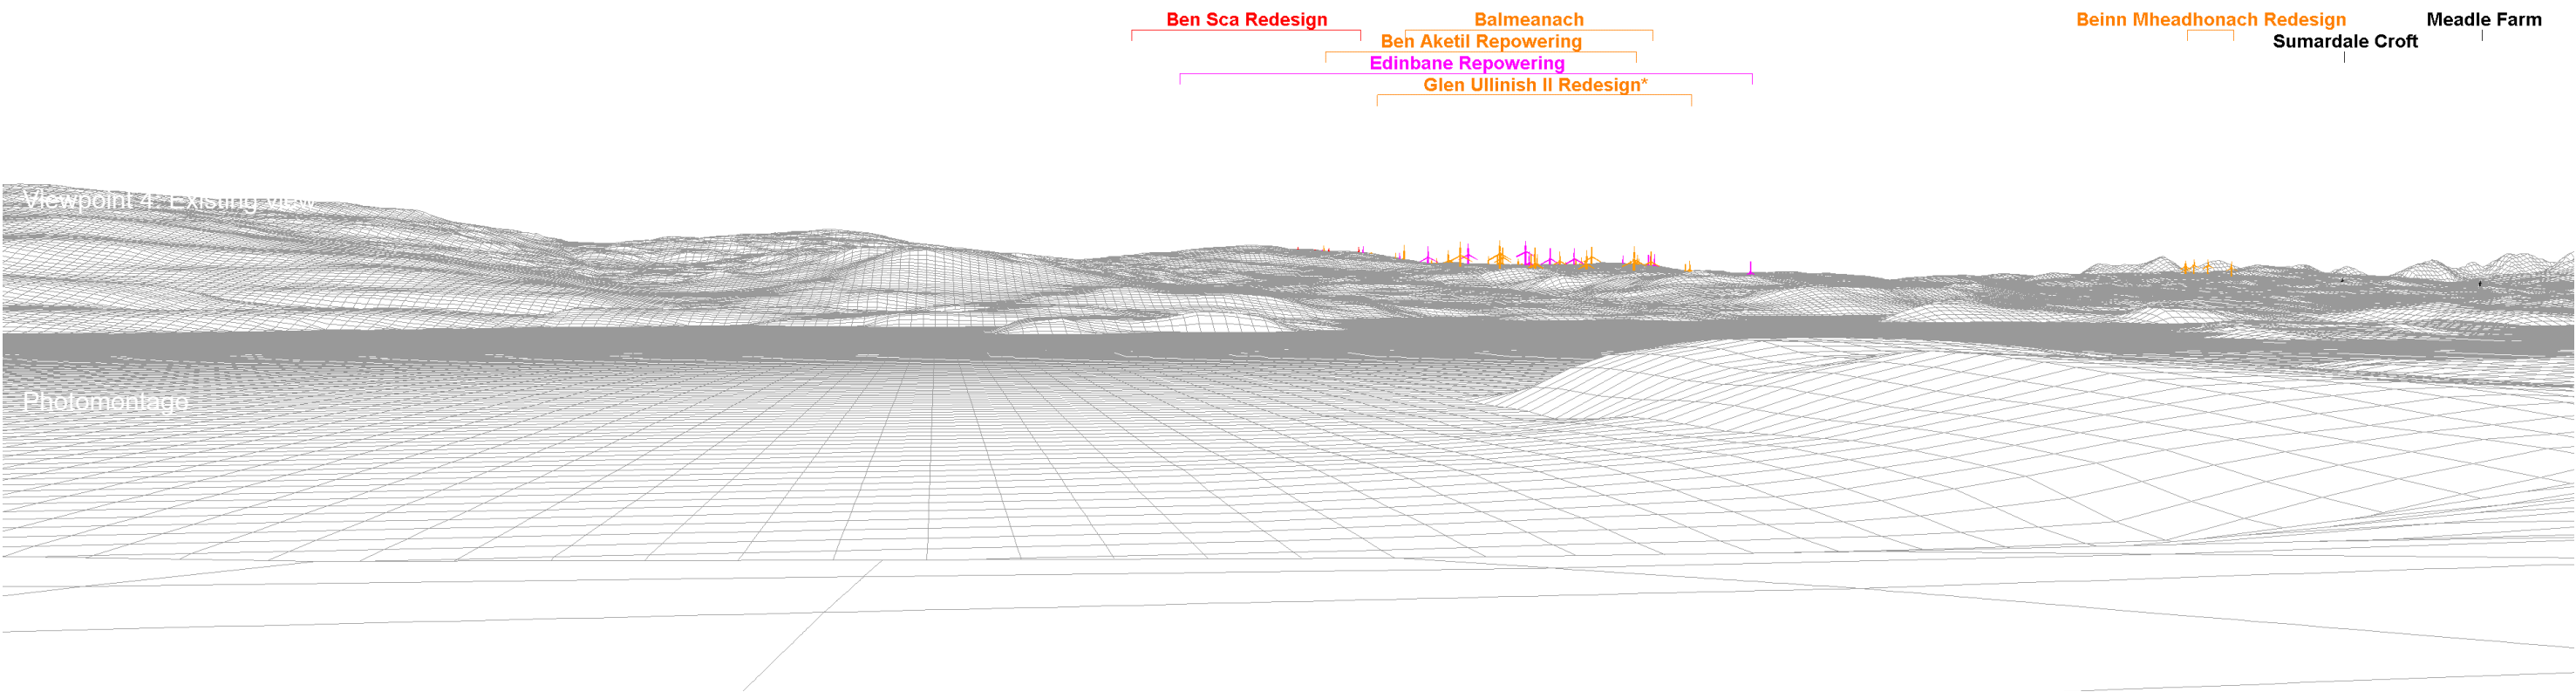 Ben Sca Redesign
Balmeanach
Beinn Mheadhonach Redesign
Meadle Farm
Ben Aketil Repowering
Sumardale Croft
Edinbane Repowering
Glen Ullinish II Redesign*
Viewpoint 4: Existing view
Photomontage